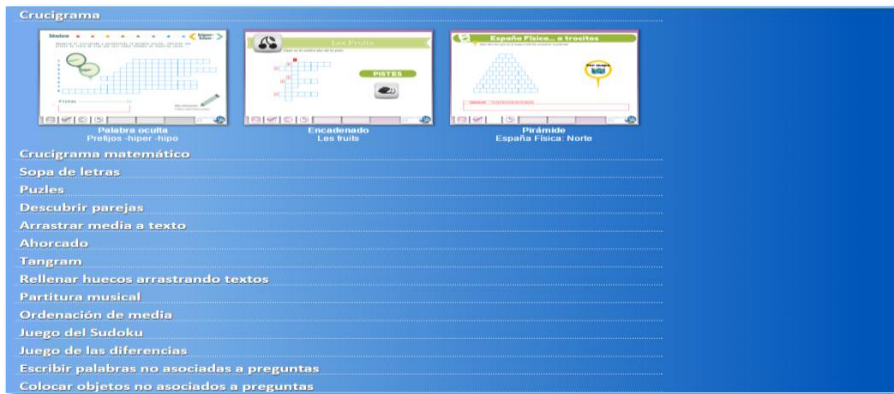 Crucigrama
Les Fruits
PISTES
España Física... a trocitos
Palabra oculta
Prefijos -hiper -hipo
Encadenado
Les fruits
Pirámide
España Física: Norte
Crucigrama matemático
Sopa de letras
Puzles
Descubrir parejas
Arrastrar media a texto
Ahorcado
Tangram
Rellenar huecos arrastrando textos
Partitura musical
Ordenación de media
Juego del Sudoku
Juego de las diferencias
Escribir palabras no asociadas a preguntas
Colocar objetos no asociados a preguntas